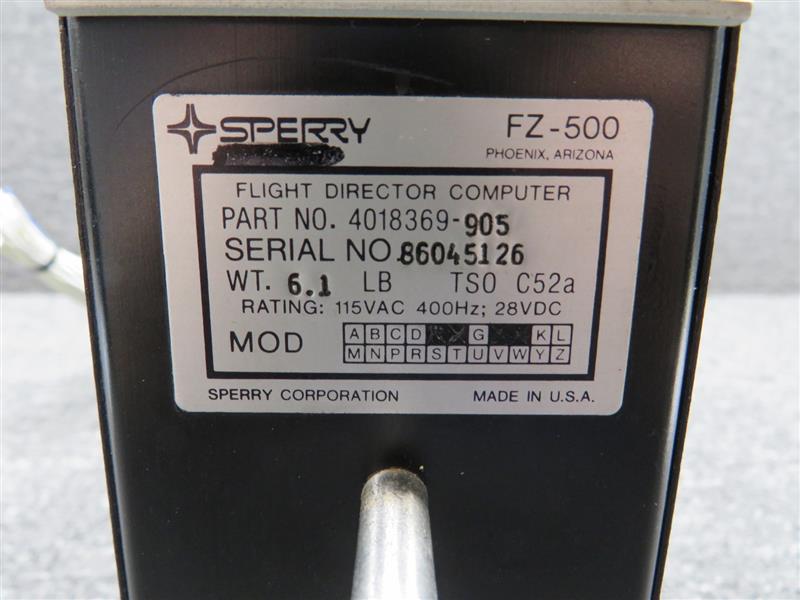 SPERRY
FZ-500
PHOENIX, ARIZONA
FLIGHT DIRECTOR COMPUTER
PART NO. 4018369-905
SERIAL NO. 86045126
WT. 6.1 LB TSO C52a
RATING: 115VAC 400Hz; 28VDC
MOD
A B C D G K L
M N P R S T U V W Y Z
SPERRY CORPORATION MADE IN U.S.A.